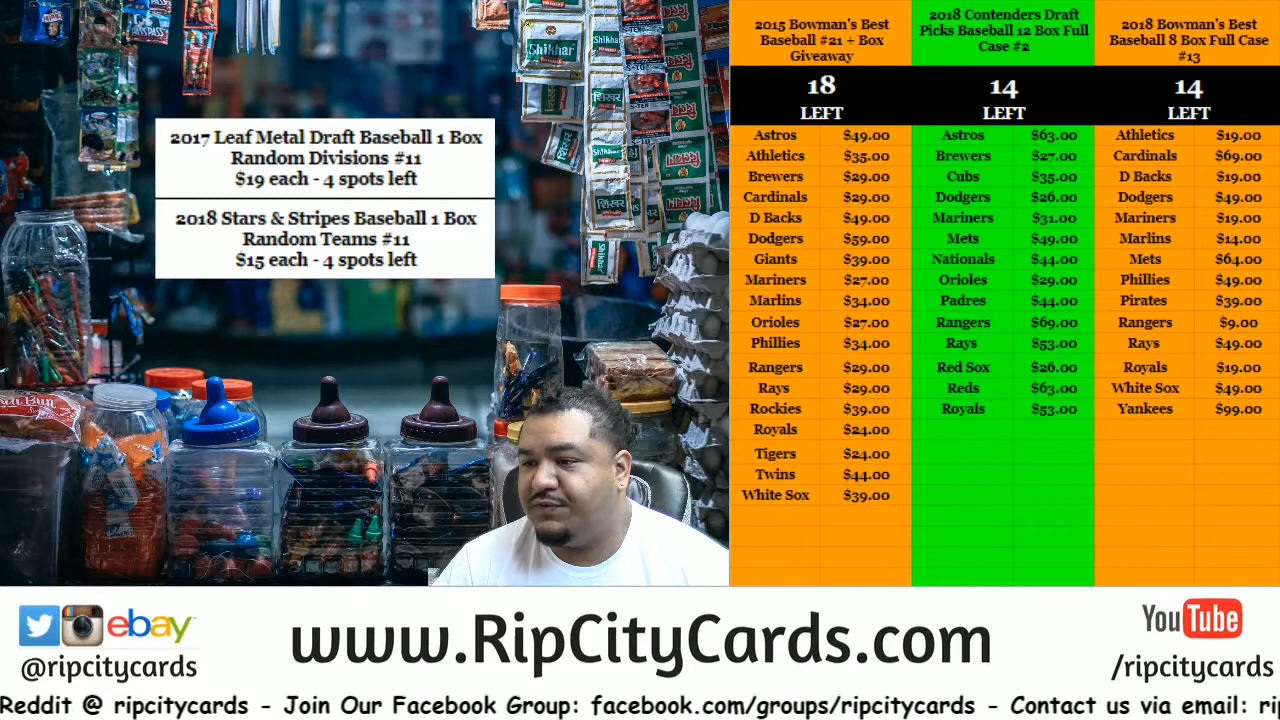 2015 Bowman's Best Baseball #21 + Box Giveaway
18
LEFT
Astros $49.00
Athletics $35.00
Brewers $29.00
Cardinals $29.00
D Backs $49.00
Dodgers $59.00
Giants $39.00
Mariners $27.00
Marlins $34.00
Orioles $27.00
Phillies $34.00
Rangers $29.00
Rays $29.00
Rockies $39.00
Royals $24.00
Tigers $24.00
Twins $44.00
White Sox $39.00
2018 Contenders Draft Picks Baseball 12 Box Full Case #2
14
LEFT
Astros $63.00
Brewers $27.00
Cubs $35.00
Dodgers $26.00
Mariners $31.00
Mets $49.00
Nationals $44.00
Orioles $29.00
Padres $44.00
Rangers $69.00
Rays $53.00
Red Sox $26.00
Reds $63.00
Royals $53.00
2018 Bowman's Best Baseball 8 Box Full Case #13
14
LEFT
Athletics $19.00
Cardinals $69.00
D Backs $19.00
Dodgers $49.00
Mariners $19.00
Marlins $14.00
Mets $64.00
Phillies $49.00
Pirates $39.00
Rangers $9.00
Rays $49.00
Royals $19.00
White Sox $49.00
Yankees $99.00
2017 Leaf Metal Draft Baseball 1 Box
Random Divisions #11
$19 each - 4 spots left
2018 Stars & Stripes Baseball 1 Box
Random Teams #11
$15 each - 4 spots left
Shikhar
Shikhar
शिखर
Shikhar
शिखर
Shikhar
ebay
@ripcitycards
www.RipCityCards.com
YouTube
/ripcitycards
Reddit @ ripcitycards - Join Our Facebook Group: facebook.com/groups/ripcitycards - Contact us via email: ri